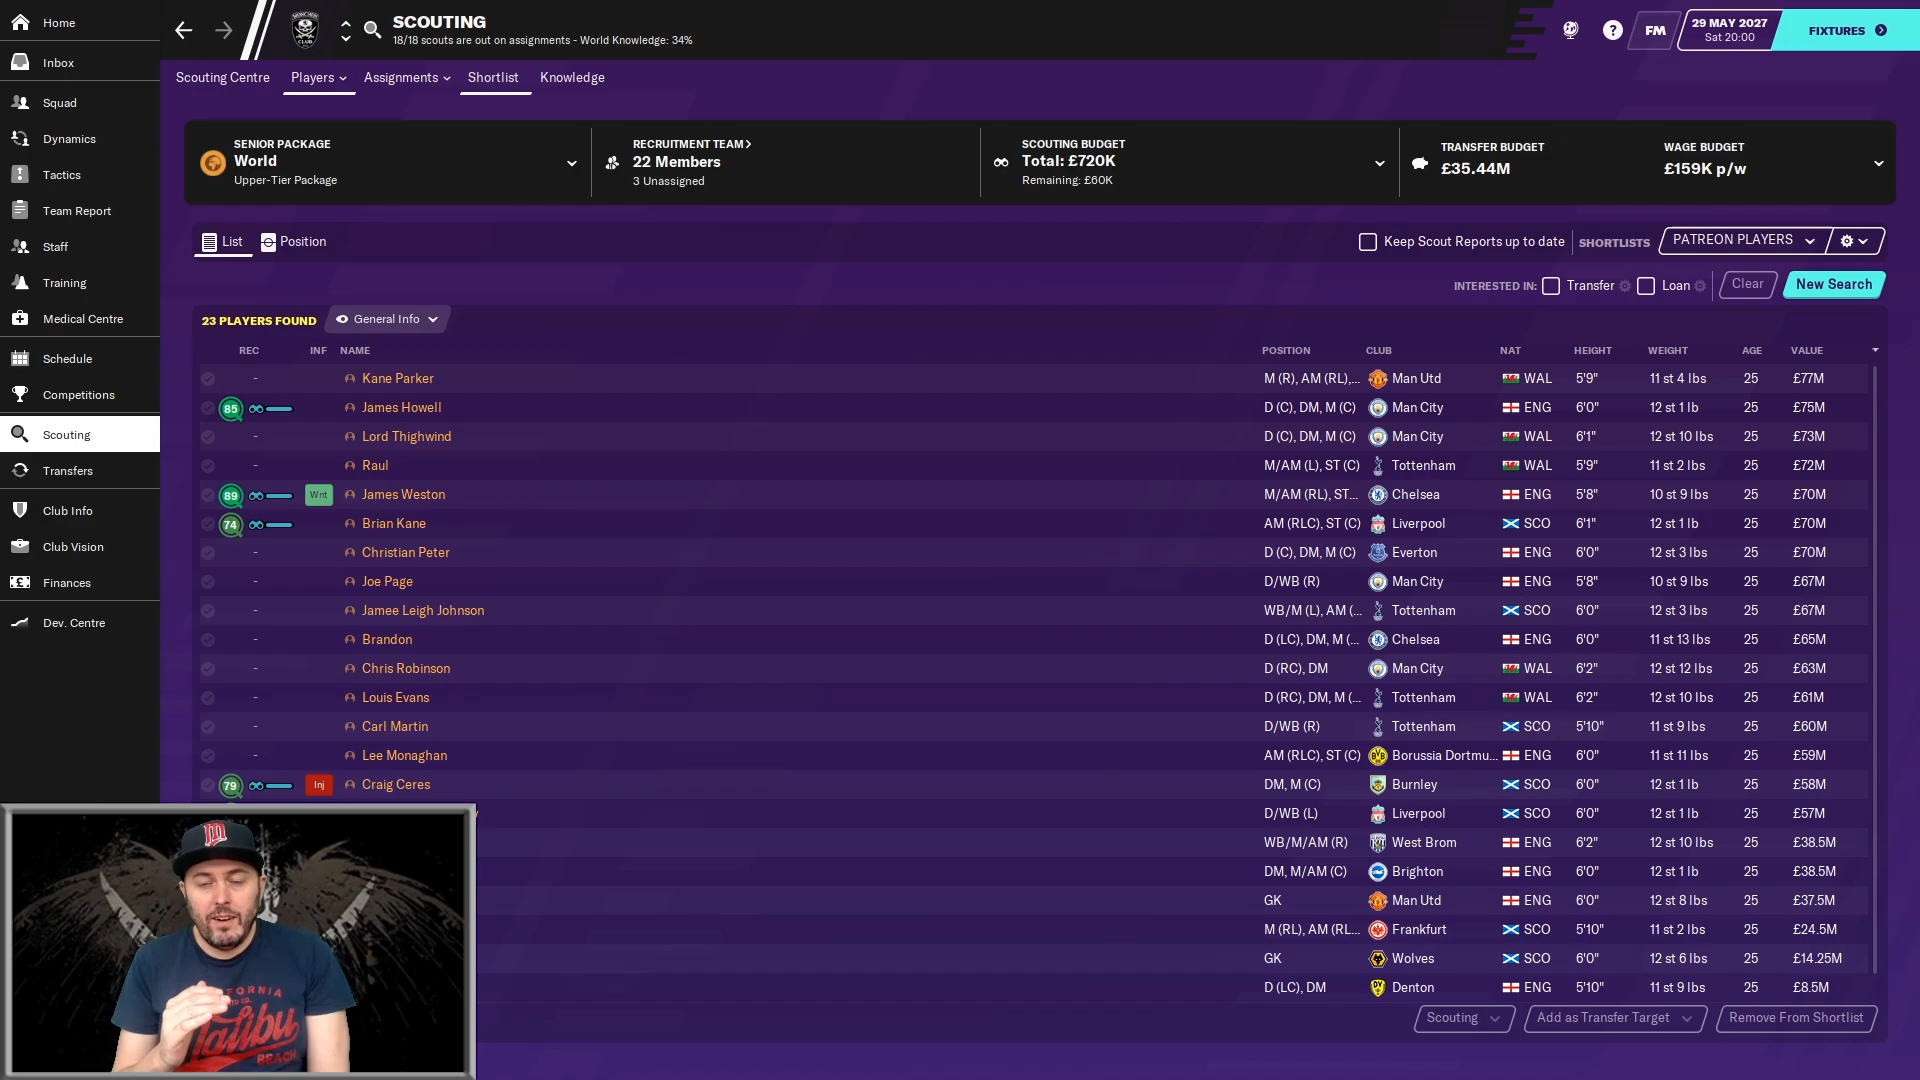 Home
Inbox
Squad
Dynamics
Tactics
Team Report
Staff
Training
Medical Centre
Schedule
Competitions
Scouting
Transfers
Club Info
Club Vision
Finances
Dev. Centre
SCOUTING
18/18 scouts are out on assignments - World Knowledge: 34%
FM
29 MAY 2027
Sat 20:00
FIXTURES
Scouting Centre Players Assignments Shortlist Knowledge
SENIOR PACKAGE
World
Upper-Tier Package
RECRUITMENT TEAM
22 Members
3 Unassigned
SCOUTING BUDGET
Total: £720K
Remaining: £60K
TRANSFER BUDGET
£35.44M
WAGE BUDGET
£159K p/w
List Position
Keep Scout Reports up to date SHORTLISTS PATREON PLAYERS
INTERESTED IN: Transfer Loan Clear New Search
23 PLAYERS FOUND General Info
REC INF NAME POSITION CLUB NAT HEIGHT WEIGHT AGE VALUE
- Kane Parker M (R), AM (RL),... Man Utd WAL 5'9" 11 st 4 lbs 25 £77M
85 James Howell D (C), DM, M (C) Man City ENG 6'0" 12 st 1 lb 25 £75M
- Lord Thighwind D (C), DM, M (C) Man City WAL 6'1" 12 st 10 lbs 25 £73M
- Raul M/AM (L), ST (C) Tottenham WAL 5'9" 11 st 2 lbs 25 £72M
89 Wnt James Weston M/AM (RL), ST... Chelsea ENG 5'8" 10 st 9 lbs 25 £70M
74 Brian Kane AM (RLC), ST (C) Liverpool SCO 6'1" 12 st 1 lb 25 £70M
- Christian Peter D (C), DM, M (C) Everton ENG 6'0" 12 st 3 lbs 25 £70M
- Joe Page D/WB (R) Man City ENG 5'8" 10 st 9 lbs 25 £67M
- Jamee Leigh Johnson WB/M (L), AM (... Tottenham SCO 6'0" 12 st 3 lbs 25 £67M
- Brandon D (LC), DM, M (... Chelsea ENG 6'0" 11 st 13 lbs 25 £65M
- Chris Robinson D (RC), DM Man City WAL 6'2" 12 st 12 lbs 25 £63M
- Louis Evans D (RC), DM, M (... Tottenham WAL 6'2" 12 st 10 lbs 25 £61M
- Carl Martin D/WB (R) Tottenham SCO 5'10" 11 st 9 lbs 25 £60M
- Lee Monaghan AM (RLC), ST (C) Borussia Dortmu... ENG 6'0" 11 st 11 lbs 25 £59M
79 Inj Craig Ceres DM, M (C) Burnley SCO 6'0" 12 st 1 lb 25 £58M
D/WB (L) Liverpool SCO 6'0" 12 st 1 lb 25 £57M
WB/M/AM (R) West Brom ENG 6'2" 12 st 10 lbs 25 £38.5M
DM, M/AM (C) Brighton ENG 6'0" 12 st 1 lb 25 £38.5M
GK Man Utd ENG 6'0" 12 st 8 lbs 25 £37.5M
M (RL), AM (RL... Frankfurt SCO 5'10" 11 st 2 lbs 25 £24.5M
GK Wolves SCO 6'0" 12 st 6 lbs 25 £14.25M
D (LC), DM Denton ENG 5'10" 11 st 9 lbs 25 £8.5M
Scouting Add as Transfer Target Remove From Shortlist
Malibu
BEACH